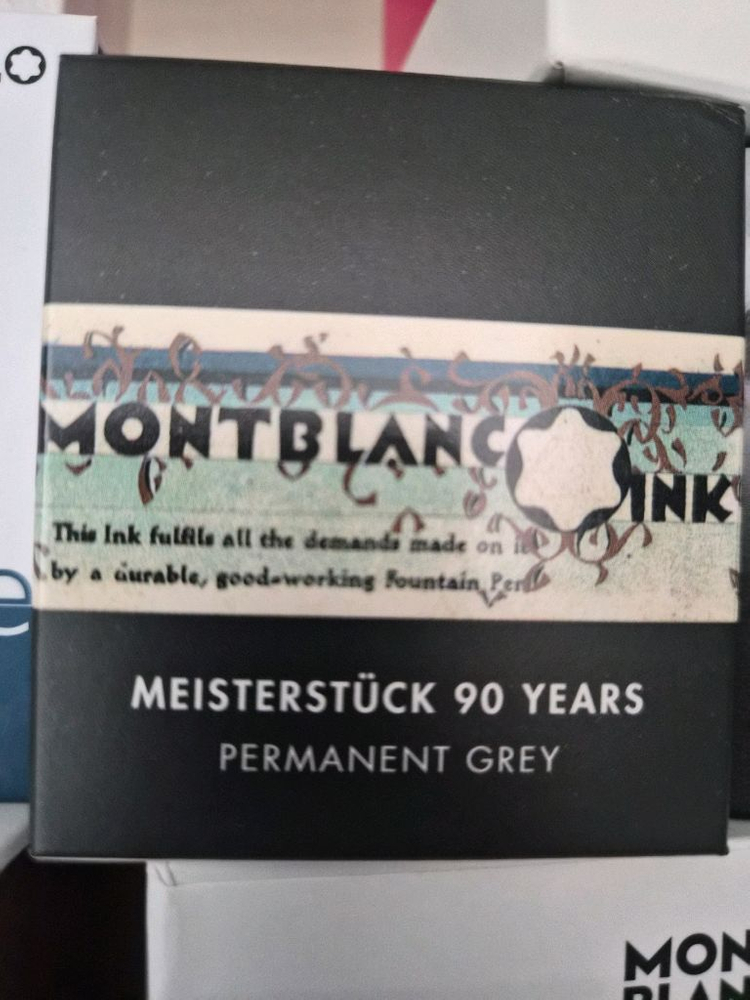 MONTBLANC INK
This Ink fulfils all the demands made on it
by a durable, good-working Fountain Pen
MEISTERSTÜCK 90 YEARS
PERMANENT GREY
MON
BLAN